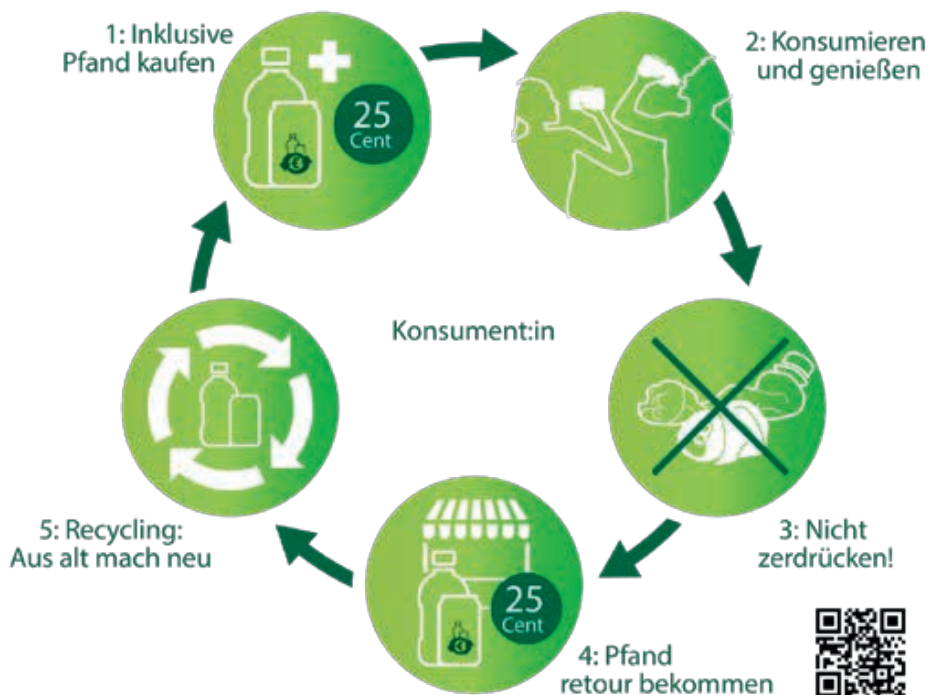 1: Inklusive
Pfand kaufen
25
Cent
2: Konsumieren
und genießen
Konsument:in
3: Nicht
zerdrücken!
25
Cent
4: Pfand
retour bekommen
5: Recycling:
Aus alt mach neu